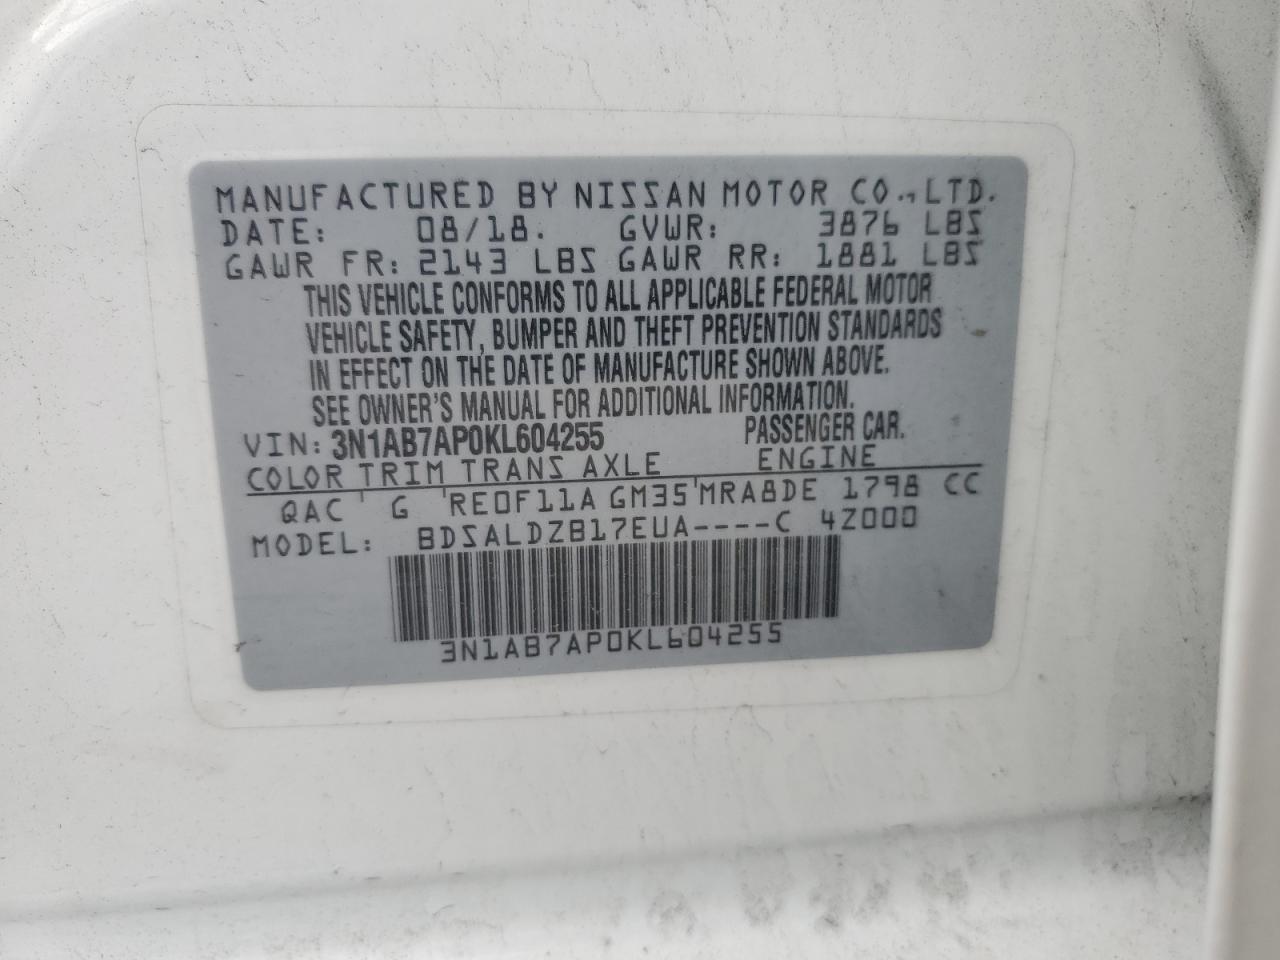 MANUFACTURED BY NISSAN MOTOR CO., LTD.
DATE: 08/18. GVWR: 3876 LBS
GAWR FR: 2143 LBS GAWR RR: 1881 LBS
THIS VEHICLE CONFORMS TO ALL APPLICABLE FEDERAL MOTOR
VEHICLE SAFETY, BUMPER AND THEFT PREVENTION STANDARDS
IN EFFECT ON THE DATE OF MANUFACTURE SHOWN ABOVE.
SEE OWNER'S MANUAL FOR ADDITIONAL INFORMATION.
VIN: 3N1AB7AP0KL604255 PASSENGER CAR.
COLOR TRIM TRANS AXLE ENGINE
QAC G RE0F11A GM35 MRA8DE 1798 CC
MODEL: BDSALDZB17EUA----C 4Z000
3N1AB7AP0KL604255